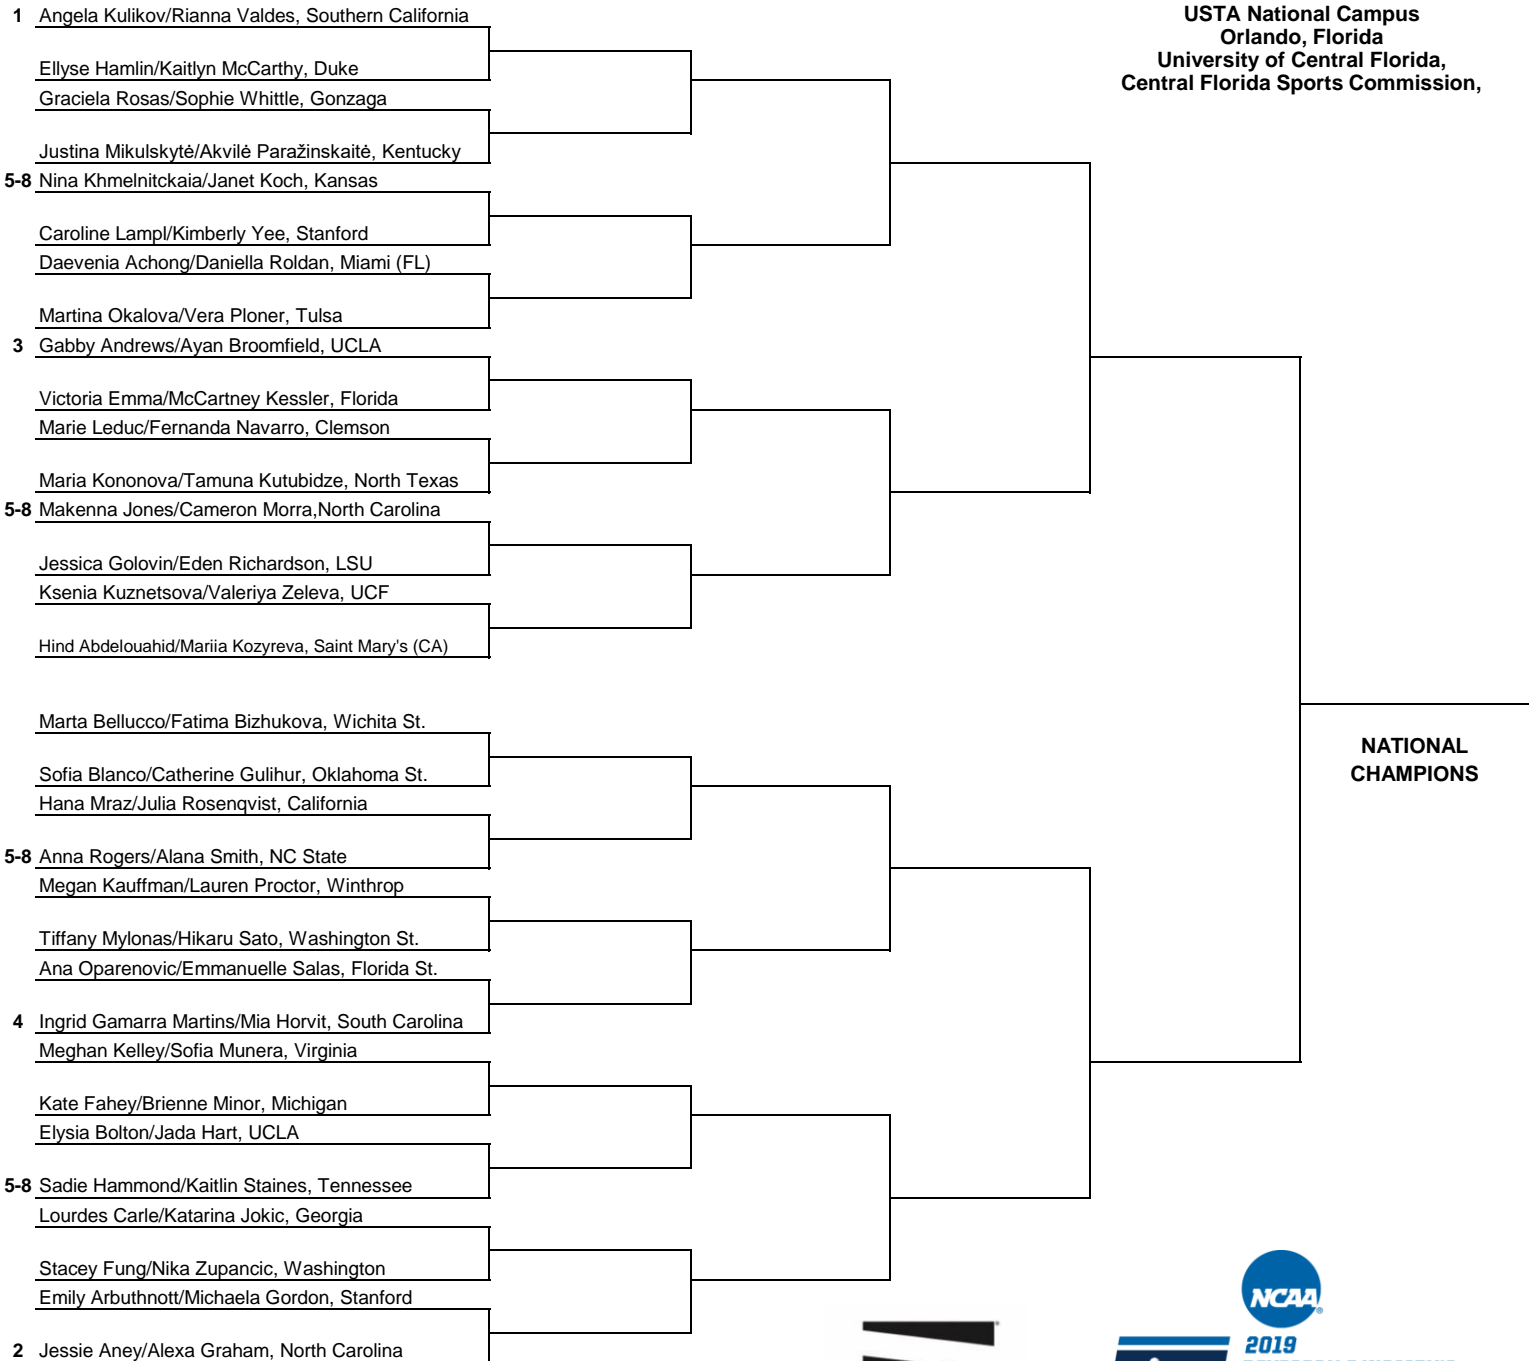 USTA National Campus
Orlando, Florida
University of Central Florida,
Central Florida Sports Commission,
1 Angela Kulikov/Rianna Valdes, Southern California
Ellyse Hamlin/Kaitlyn McCarthy, Duke
Graciela Rosas/Sophie Whittle, Gonzaga
Justina Mikulskytė/Akvilė Paražinskaitė, Kentucky
5-8 Nina Khmelnitckaia/Janet Koch, Kansas
Caroline Lampl/Kimberly Yee, Stanford
Daevenia Achong/Daniella Roldan, Miami (FL)
Martina Okalova/Vera Ploner, Tulsa
3 Gabby Andrews/Ayan Broomfield, UCLA
Victoria Emma/McCartney Kessler, Florida
Marie Leduc/Fernanda Navarro, Clemson
Maria Kononova/Tamuna Kutubidze, North Texas
5-8 Makenna Jones/Cameron Morra,North Carolina
Jessica Golovin/Eden Richardson, LSU
Ksenia Kuznetsova/Valeriya Zeleva, UCF
Hind Abdelouahid/Mariia Kozyreva, Saint Mary's (CA)
Marta Bellucco/Fatima Bizhukova, Wichita St.
NATIONAL
CHAMPIONS
Sofia Blanco/Catherine Gulihur, Oklahoma St.
Hana Mraz/Julia Rosenqvist, California
5-8 Anna Rogers/Alana Smith, NC State
Megan Kauffman/Lauren Proctor, Winthrop
Tiffany Mylonas/Hikaru Sato, Washington St.
Ana Oparenovic/Emmanuelle Salas, Florida St.
4 Ingrid Gamarra Martins/Mia Horvit, South Carolina
Meghan Kelley/Sofia Munera, Virginia
Kate Fahey/Brienne Minor, Michigan
Elysia Bolton/Jada Hart, UCLA
5-8 Sadie Hammond/Kaitlin Staines, Tennessee
Lourdes Carle/Katarina Jokic, Georgia
Stacey Fung/Nika Zupancic, Washington
Emily Arbuthnott/Michaela Gordon, Stanford
2 Jessie Aney/Alexa Graham, North Carolina
NCAA
2019